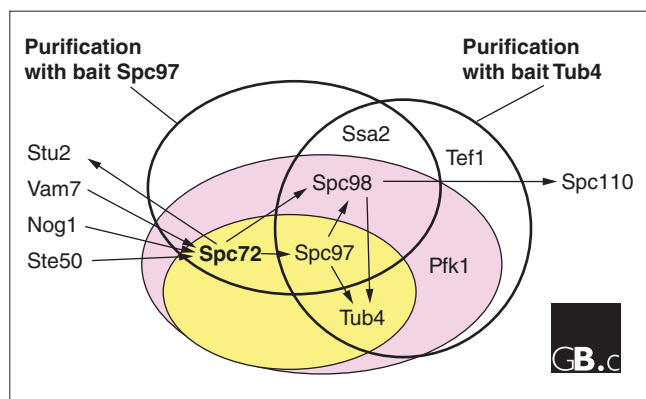 Purification
with bait Spc97
Purification
with bait Tub4
Ssa2
Tef1
Stu2
Vam7
Nog1
Ste50
Spc98
Spc110
Spc72
Spc97
Pfk1
Tub4
GB.c